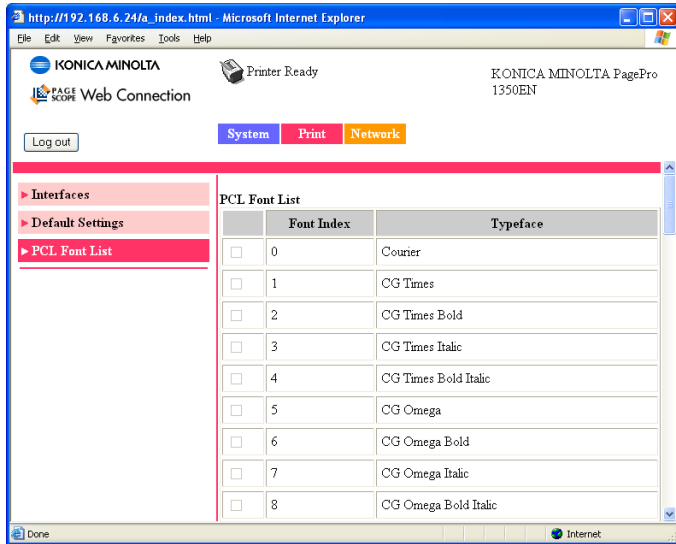 http://192.168.6.24/a_index.html - Microsoft Internet Explorer
File Edit View Favorites Tools Help
KONICA MINOLTA
Printer Ready
KONICA MINOLTA PagePro 1350EN
PAGE SCOPE Web Connection
Log out
System Print Network
Interfaces
Default Settings
PCL Font List
PCL Font List
Font Index Typeface
0 Courier
1 CG Times
2 CG Times Bold
3 CG Times Italic
4 CG Times Bold Italic
5 CG Omega
6 CG Omega Bold
7 CG Omega Italic
8 CG Omega Bold Italic
Done Internet